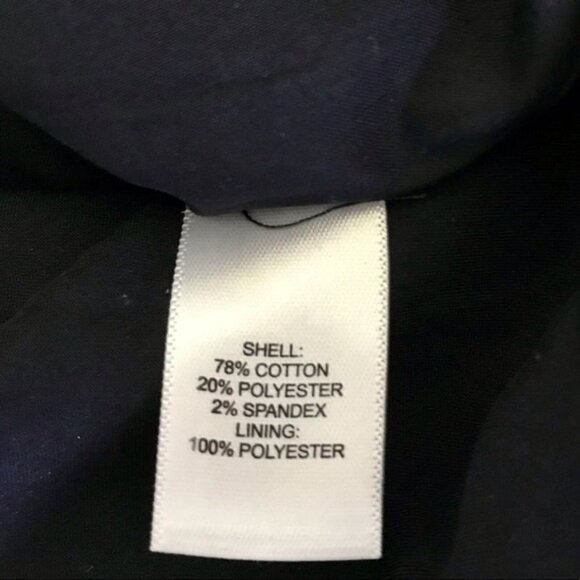 SHELL:
78% COTTON
20% POLYESTER
2% SPANDEX
LINING:
100% POLYESTER